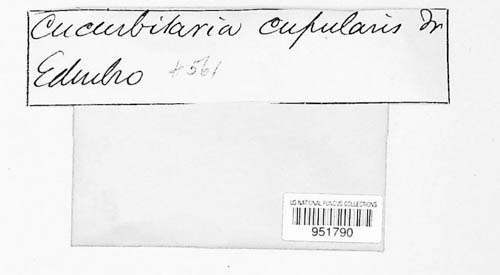 Cucurbitaria cupularis Fr
Edinbro #561
US NATIONAL FUNGUS COLLECTIONS
951790